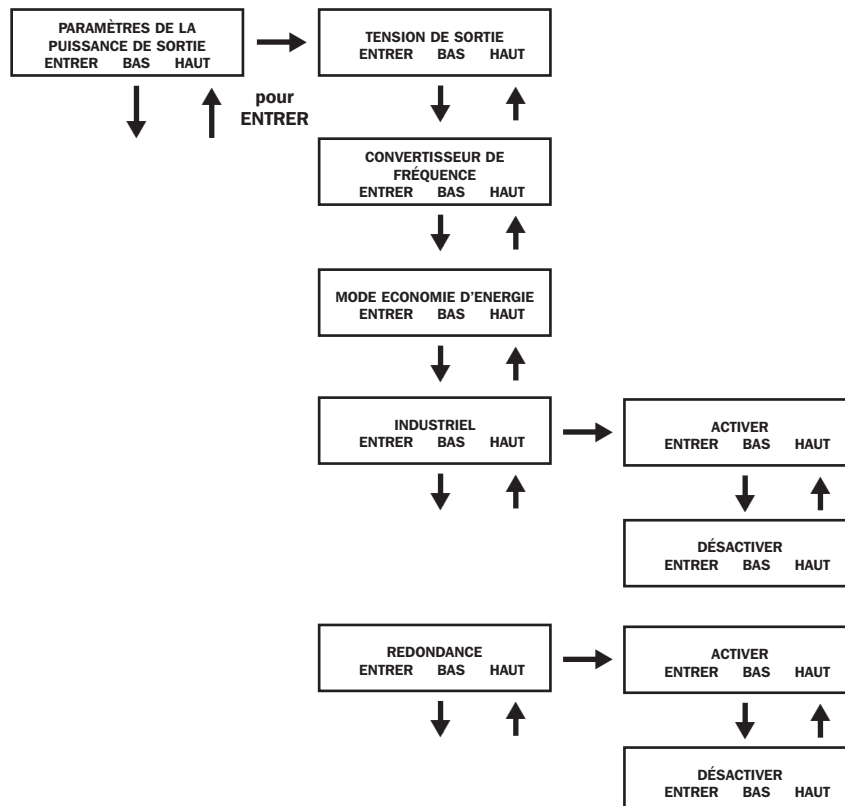 PARAMÈTRES DE LA
PUISSANCE DE SORTIE
ENTRER BAS HAUT
TENSION DE SORTIE
ENTRER BAS HAUT
pour
ENTRER
CONVERTISSEUR DE
FRÉQUENCE
ENTRER BAS HAUT
MODE ECONOMIE D'ENERGIE
ENTRER BAS HAUT
INDUSTRIEL
ENTRER BAS HAUT
ACTIVER
ENTRER BAS HAUT
DÉSACTIVER
ENTRER BAS HAUT
REDONDANCE
ENTRER BAS HAUT
ACTIVER
ENTRER BAS HAUT
DÉSACTIVER
ENTRER BAS HAUT